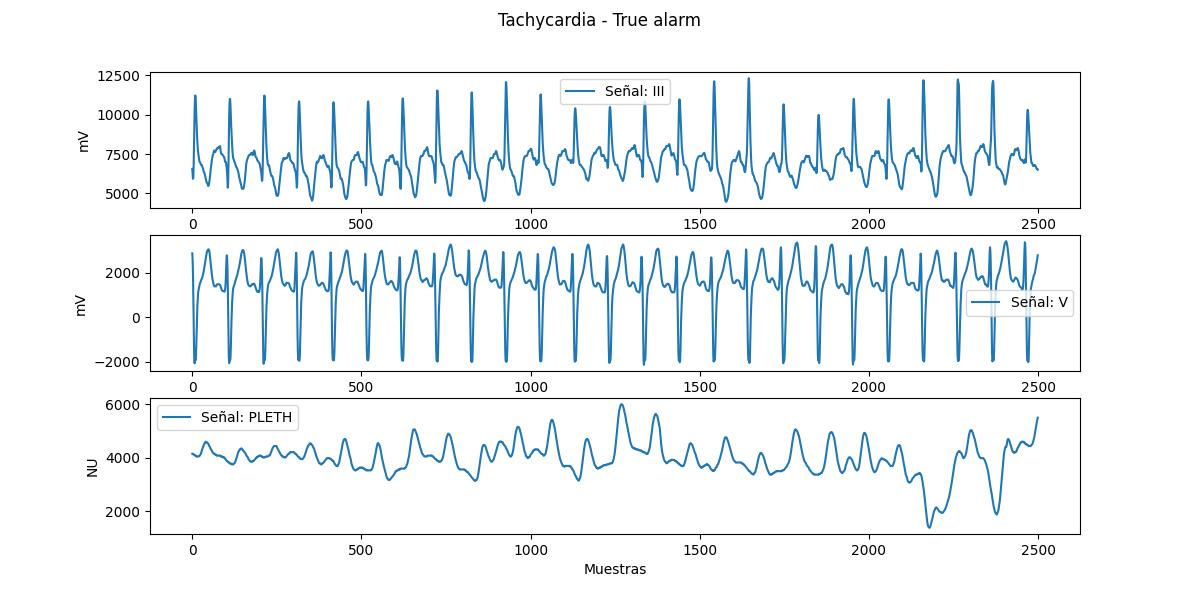 Tachycardia - True alarm
12500
10000
7500
5000
mV
Señal: III
0 500 1000 1500 2000 2500
2000
0
−2000
mV
Señal: V
0 500 1000 1500 2000 2500
6000
4000
2000
NU
Señal: PLETH
0 500 1000 1500 2000 2500
Muestras